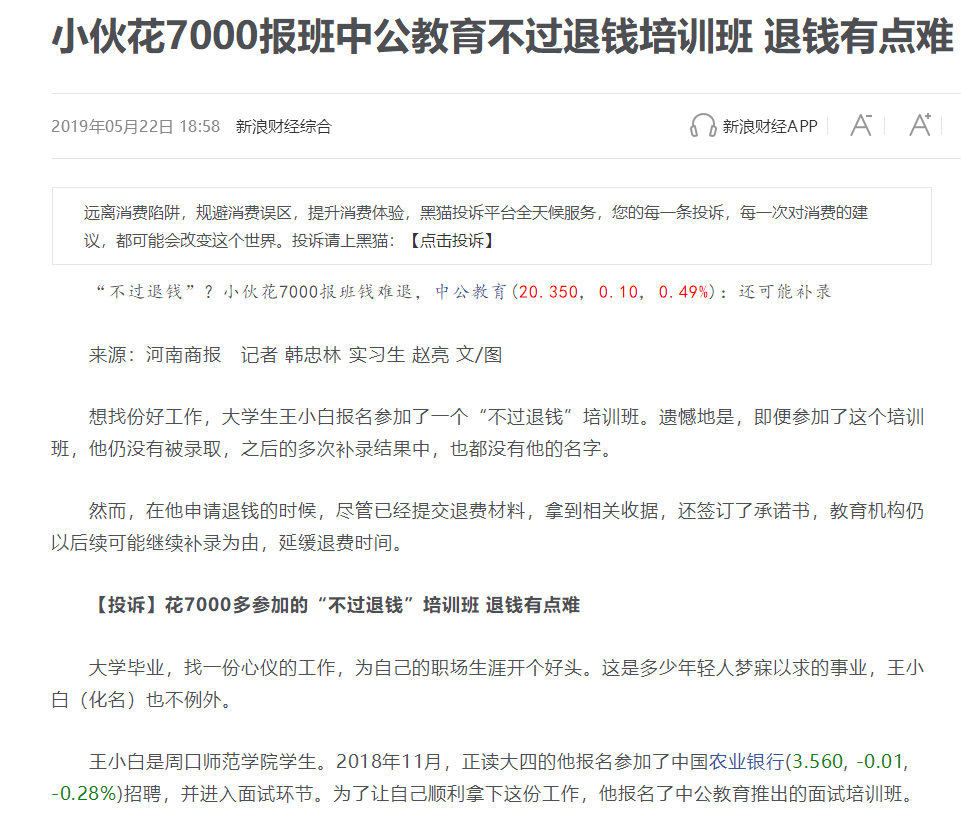 小伙花7000报班中公教育不过退钱培训班 退钱有点难
2019年05月22日 18:58 新浪财经综合
新浪财经APP A- A+
远离消费陷阱，规避消费误区，提升消费体验，黑猫投诉平台全天候服务，您的每一条投诉，每一次对消费的建
议，都可能会改变这个世界。投诉请上黑猫：【点击投诉】
“不过退钱”？小伙花7000报班钱难退，中公教育(20.350, 0.10, 0.49%)：还可能补录
来源：河南商报 记者 韩忠林 实习生 赵亮 文/图
想找份好工作，大学生王小白报名参加了一个“不过退钱”培训班。遗憾地是，即便参加了这个培训
班，他仍没有被录取，之后的多次补录结果中，也都没有他的名字。
然而，在他申请退钱的时候，尽管已经提交退费材料，拿到相关收据，还签订了承诺书，教育机构仍
以后续可能继续补录为由，延缓退费时间。
【投诉】花7000多参加的“不过退钱”培训班 退钱有点难
大学毕业，找一份心仪的工作，为自己的职场生涯开个好头。这是多少年轻人梦寐以求的事业，王小
白（化名）也不例外。
王小白是周口师范学院学生。2018年11月，正读大四的他报名参加了中国农业银行(3.560, -0.01,
-0.28%)招聘，并进入面试环节。为了让自己顺利拿下这份工作，他报名了中公教育推出的面试培训班。